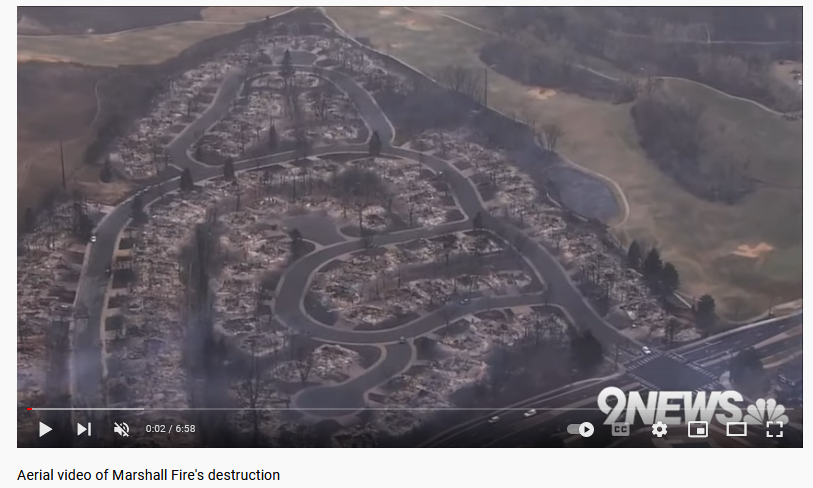 9NEWS
0:02 / 6:58
CC
Aerial video of Marshall Fire's destruction